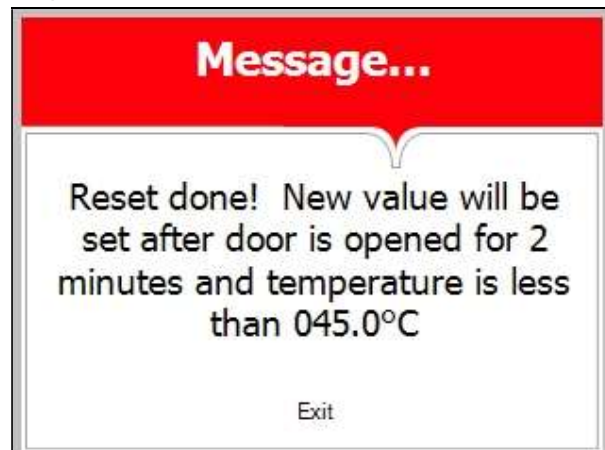 Message...
Reset done!  New value will be
set after door is opened for 2
minutes and temperature is less
than 045.0°C
Exit